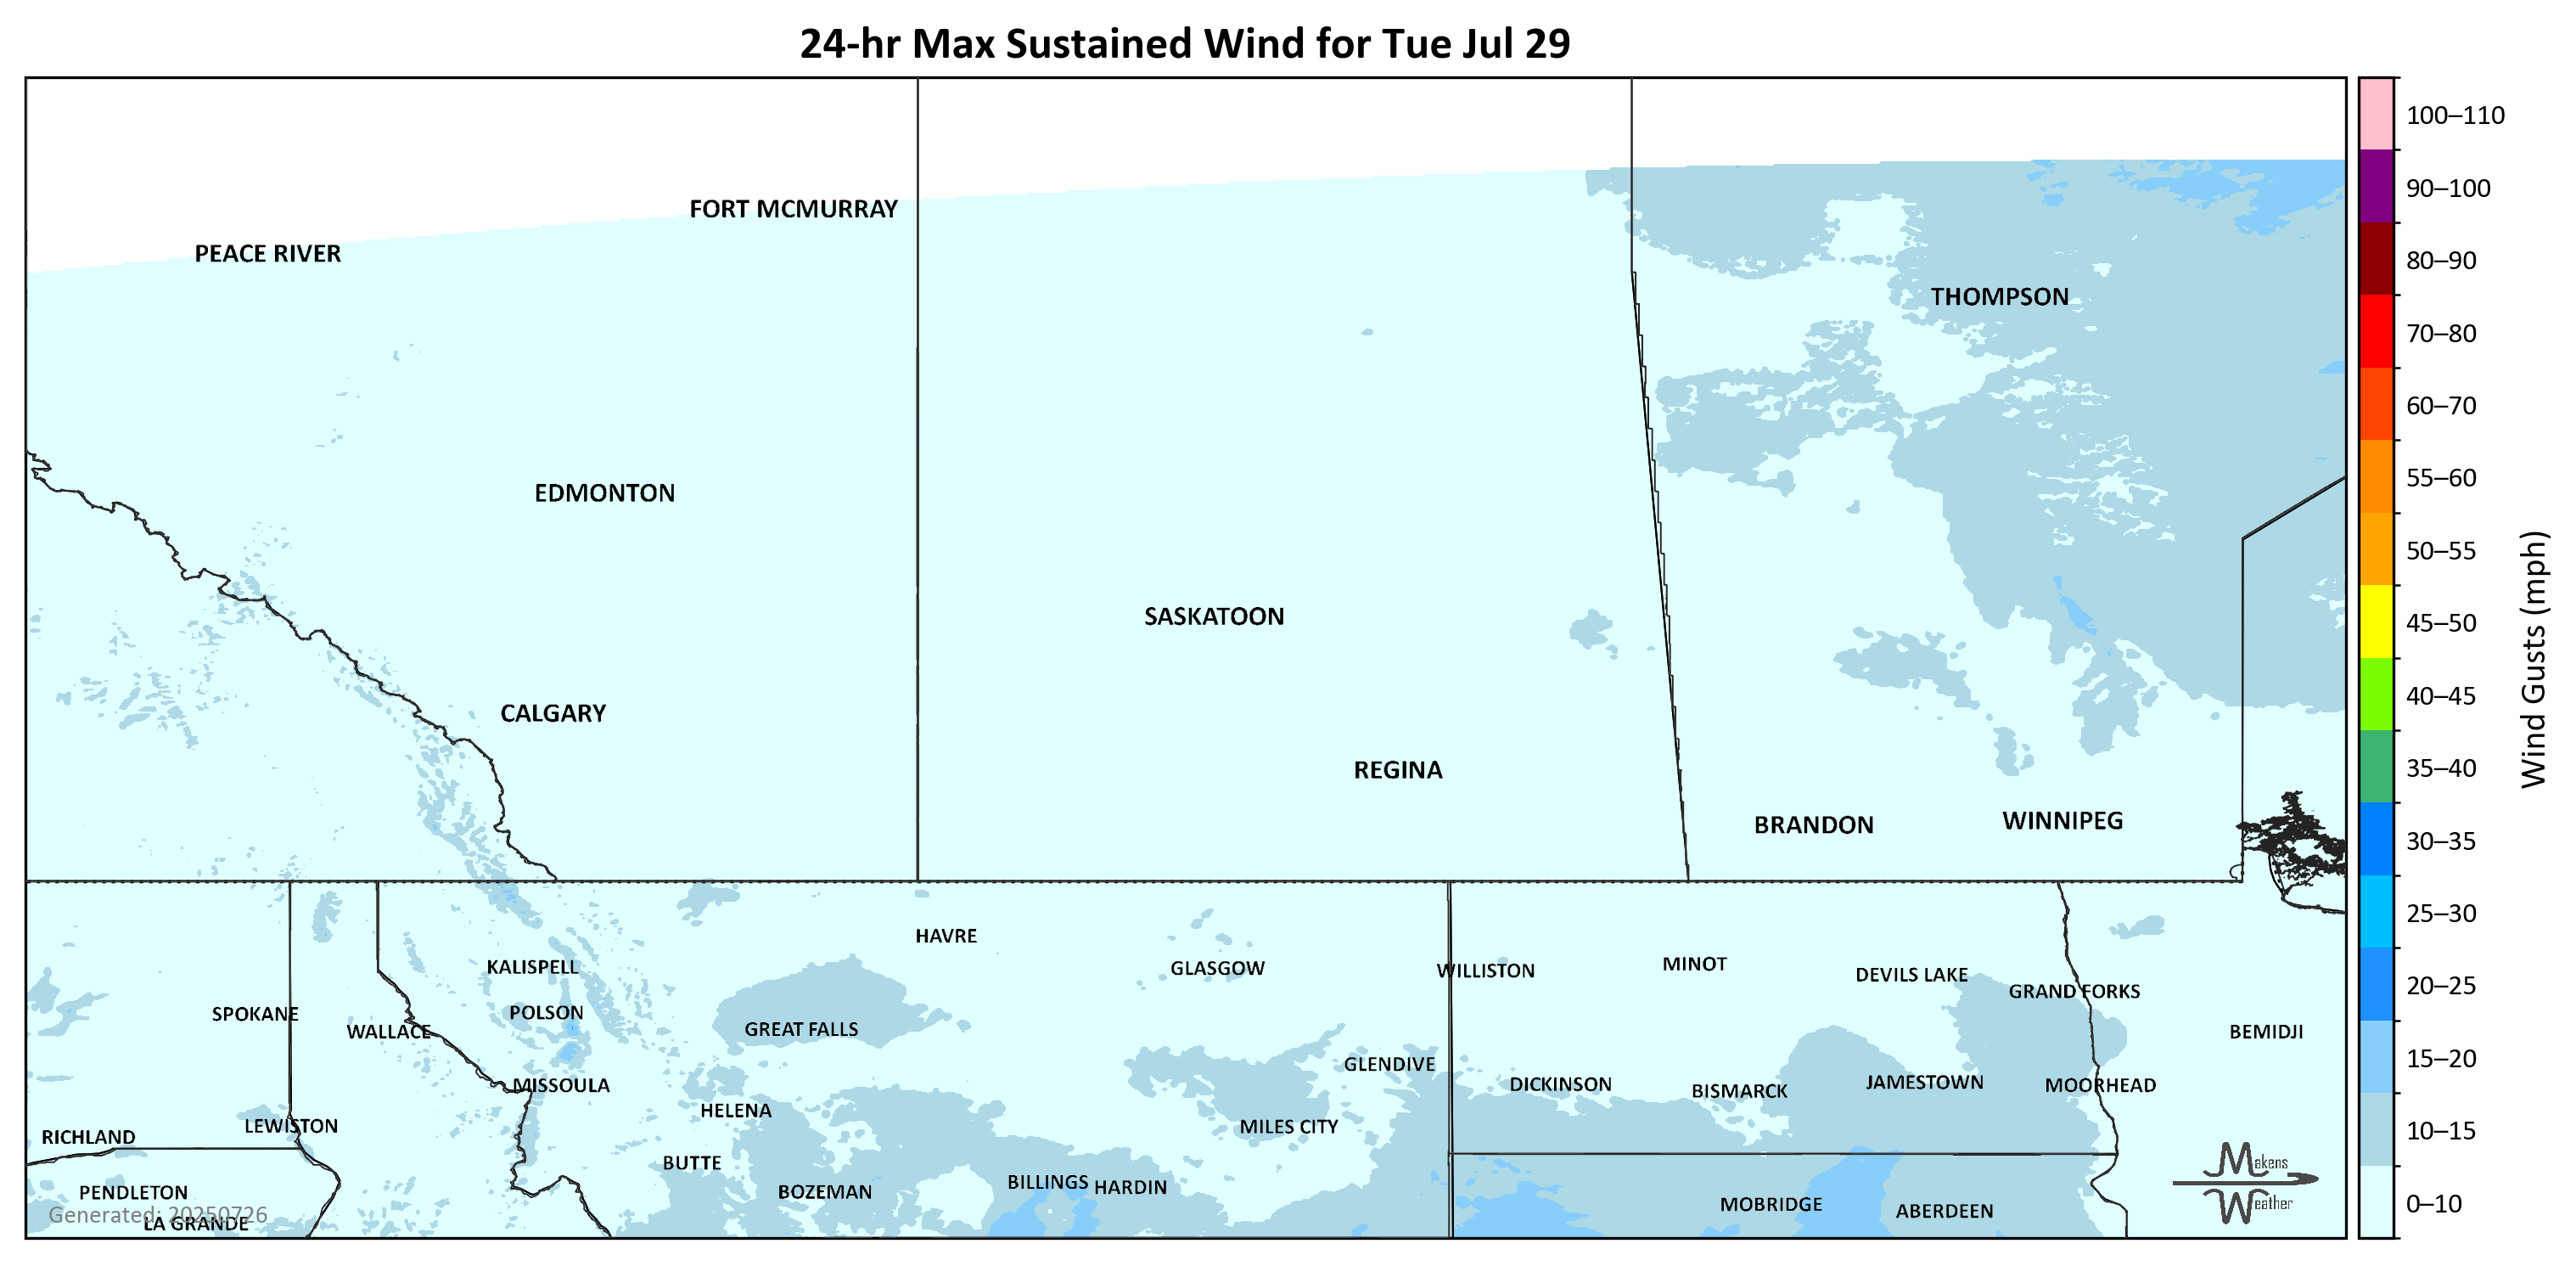 24-hr Max Sustained Wind for Tue Jul 29
100–110
90–100
80–90
70–80
60–70
55–60
50–55
45–50
40–45
35–40
30–35
25–30
20–25
15–20
10–15
0–10
Wind Gusts (mph)
FORT MCMURRAY
PEACE RIVER
THOMPSON
EDMONTON
SASKATOON
CALGARY
REGINA
BRANDON
WINNIPEG
HAVRE
KALISPELL
GLASGOW
WILLISTON
MINOT
DEVILS LAKE
GRAND FORKS
SPOKANE
POLSON
WALLACE
GREAT FALLS
BEMIDJI
GLENDIVE
MISSOULA
DICKINSON
BISMARCK
JAMESTOWN
MOORHEAD
HELENA
LEWISTON
MILES CITY
RICHLAND
BUTTE
BILLINGS
HARDIN
PENDLETON
BOZEMAN
MOBRIDGE
ABERDEEN
Generated: 20250726
LA GRANDE
Makens
Weather